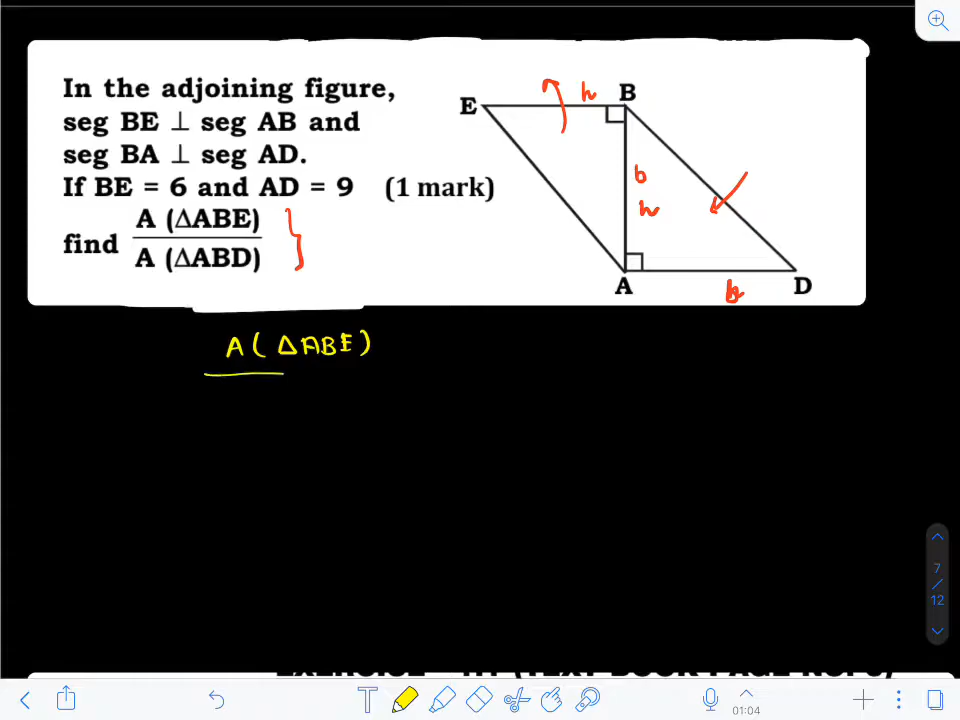 In the adjoining figure,
seg BE ⊥ seg AB and
seg BA ⊥ seg AD.
If BE = 6 and AD = 9 (1 mark)
find A (ΔABE)
A (ΔABD)
E
h
B
b
h
A
b
D
A ( Δ ABE )
7
/
12
T
01:04